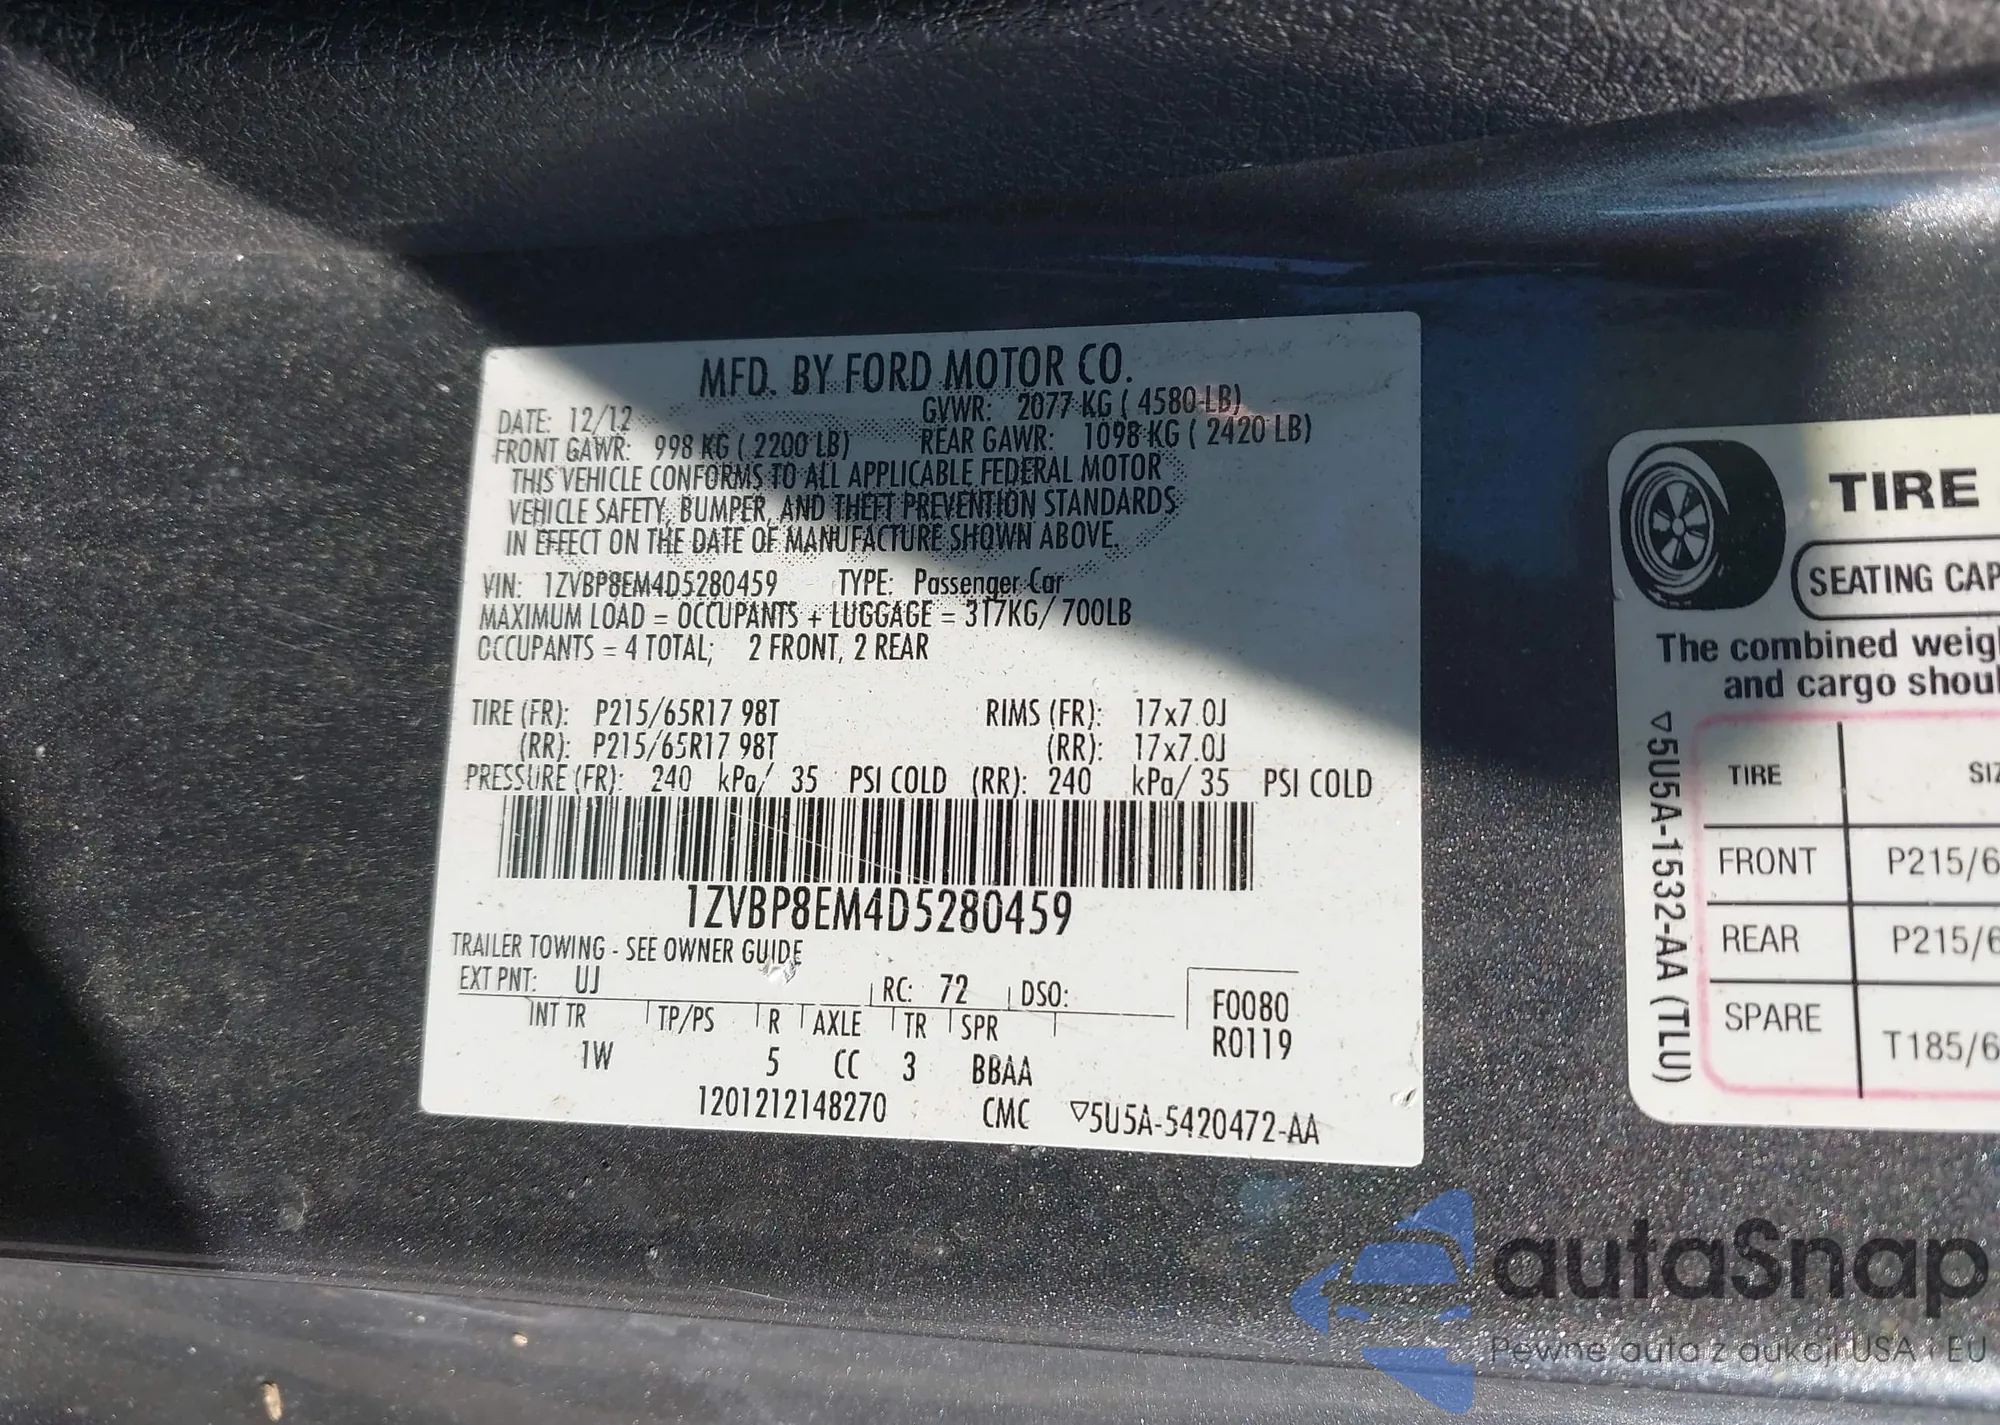 MFD. BY FORD MOTOR CO.
DATE: 12/12 GVWR: 2077 KG ( 4580 LB)
FRONT GAWR: 998 KG ( 2200 LB) REAR GAWR: 1098 KG ( 2420 LB)
THIS VEHICLE CONFORMS TO ALL APPLICABLE FEDERAL MOTOR
VEHICLE SAFETY, BUMPER, AND THEFT PREVENTION STANDARDS
IN EFFECT ON THE DATE OF MANUFACTURE SHOWN ABOVE.
VIN: 1ZVBP8EM4D5280459 TYPE: Passenger Car
MAXIMUM LOAD = OCCUPANTS + LUGGAGE = 317KG/ 700LB
OCCUPANTS = 4 TOTAL; 2 FRONT, 2 REAR
TIRE (FR): P215/65R17 98T RIMS (FR): 17x7.0J
(RR): P215/65R17 98T (RR): 17x7.0J
PRESSURE (FR): 240 kPa/ 35 PSI COLD (RR): 240 kPa/ 35 PSI COLD
1ZVBP8EM4D5280459
TRAILER TOWING - SEE OWNER GUIDE
EXT PNT: UJ RC: 72 DSO:
INT TR TP/PS R AXLE TR SPR
1W 5 CC 3 BBAA
F0080
R0119
1201212148270 CMC ▽5U5A-5420472-AA
TIRE
SEATING CAP
The combined weig
and cargo shoul
▽5U5A-1532-AA (TLU)
TIRE SIZ
FRONT P215/6
REAR P215/6
SPARE T185/6
autaSnap
Pewne auta z aukcji USA i EU